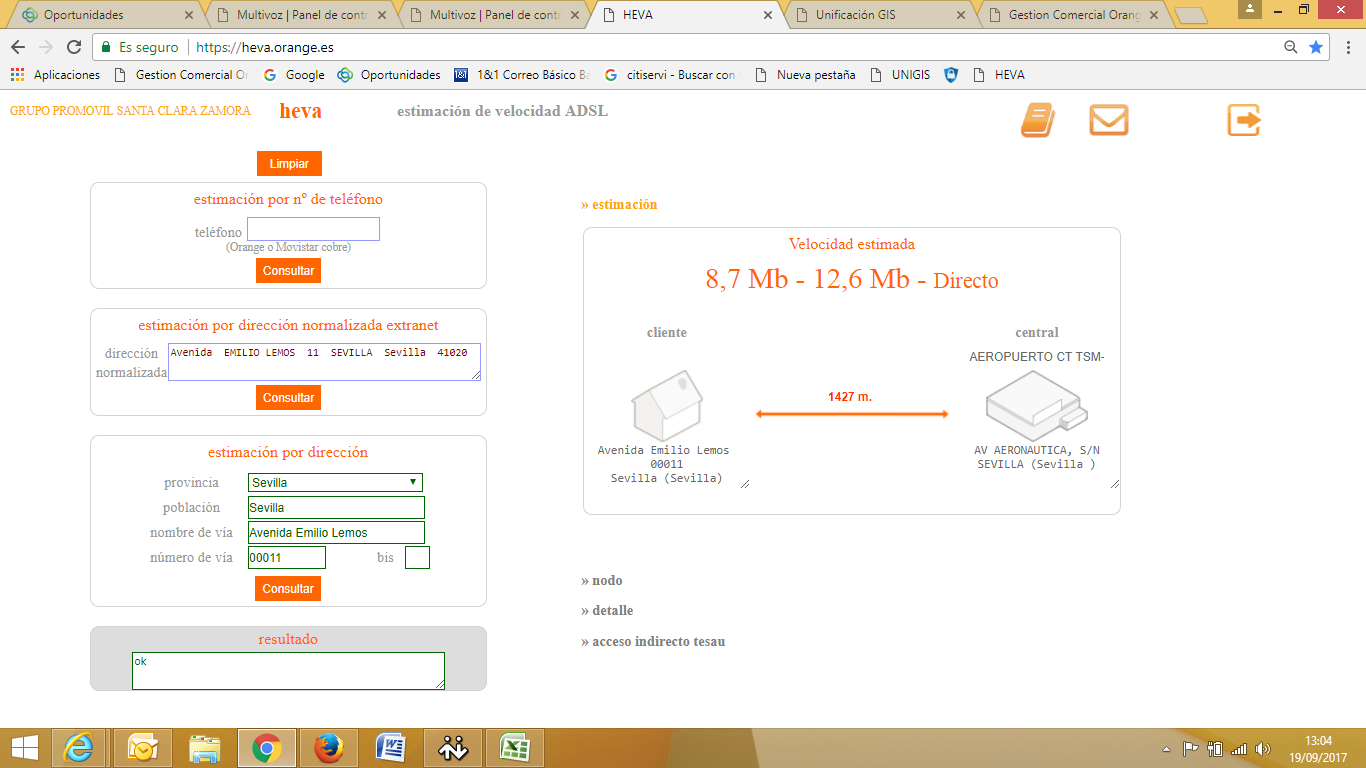 Oportunidades
Multivoz | Panel de contr
Multivoz | Panel de contr
HEVA
Unificación GIS
Gestion Comercial Orang
Es seguro
https://heva.orange.es
Aplicaciones
Gestion Comercial Or
Google
Oportunidades
1&1
1&1 Correo Básico Ba
citiservi - Buscar con
Nueva pestaña
UNIGIS
HEVA
GRUPO PROMOVIL SANTA CLARA ZAMORA
heva
estimación de velocidad ADSL
Limpiar
estimación por nº de teléfono
teléfono
(Orange o Movistar cobre)
Consultar
estimación por dirección normalizada extranet
dirección
normalizada
Avenida EMILIO LEMOS 11 SEVILLA Sevilla 41020
Consultar
estimación por dirección
provincia
Sevilla
población
Sevilla
nombre de vía
Avenida Emilio Lemos
número de vía
00011
bis
Consultar
resultado
ok
» estimación
Velocidad estimada
8,7 Mb - 12,6 Mb - Directo
cliente
central
AEROPUERTO CT TSM-
1427 m.
Avenida Emilio Lemos
00011
Sevilla (Sevilla)
AV AERONAUTICA, S/N
SEVILLA (Sevilla )
» nodo
» detalle
» acceso indirecto tesau
13:04
19/09/2017